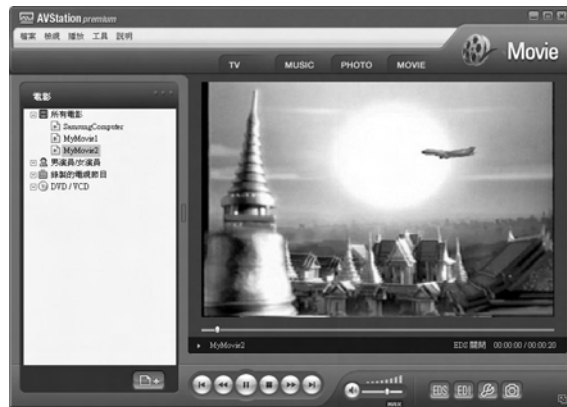 AVStation premium
檔案 檢視 播放 工具 說明
Movie
TV MUSIC PHOTO MOVIE
電影
所有電影
SamsungComputer
MyMovie1
MyMovie2
男演員/女演員
錄製的電視節目
DVD / VCD
MyMovie2 EDS 關閉 00:00:00 / 00:00:20
EDS EDI